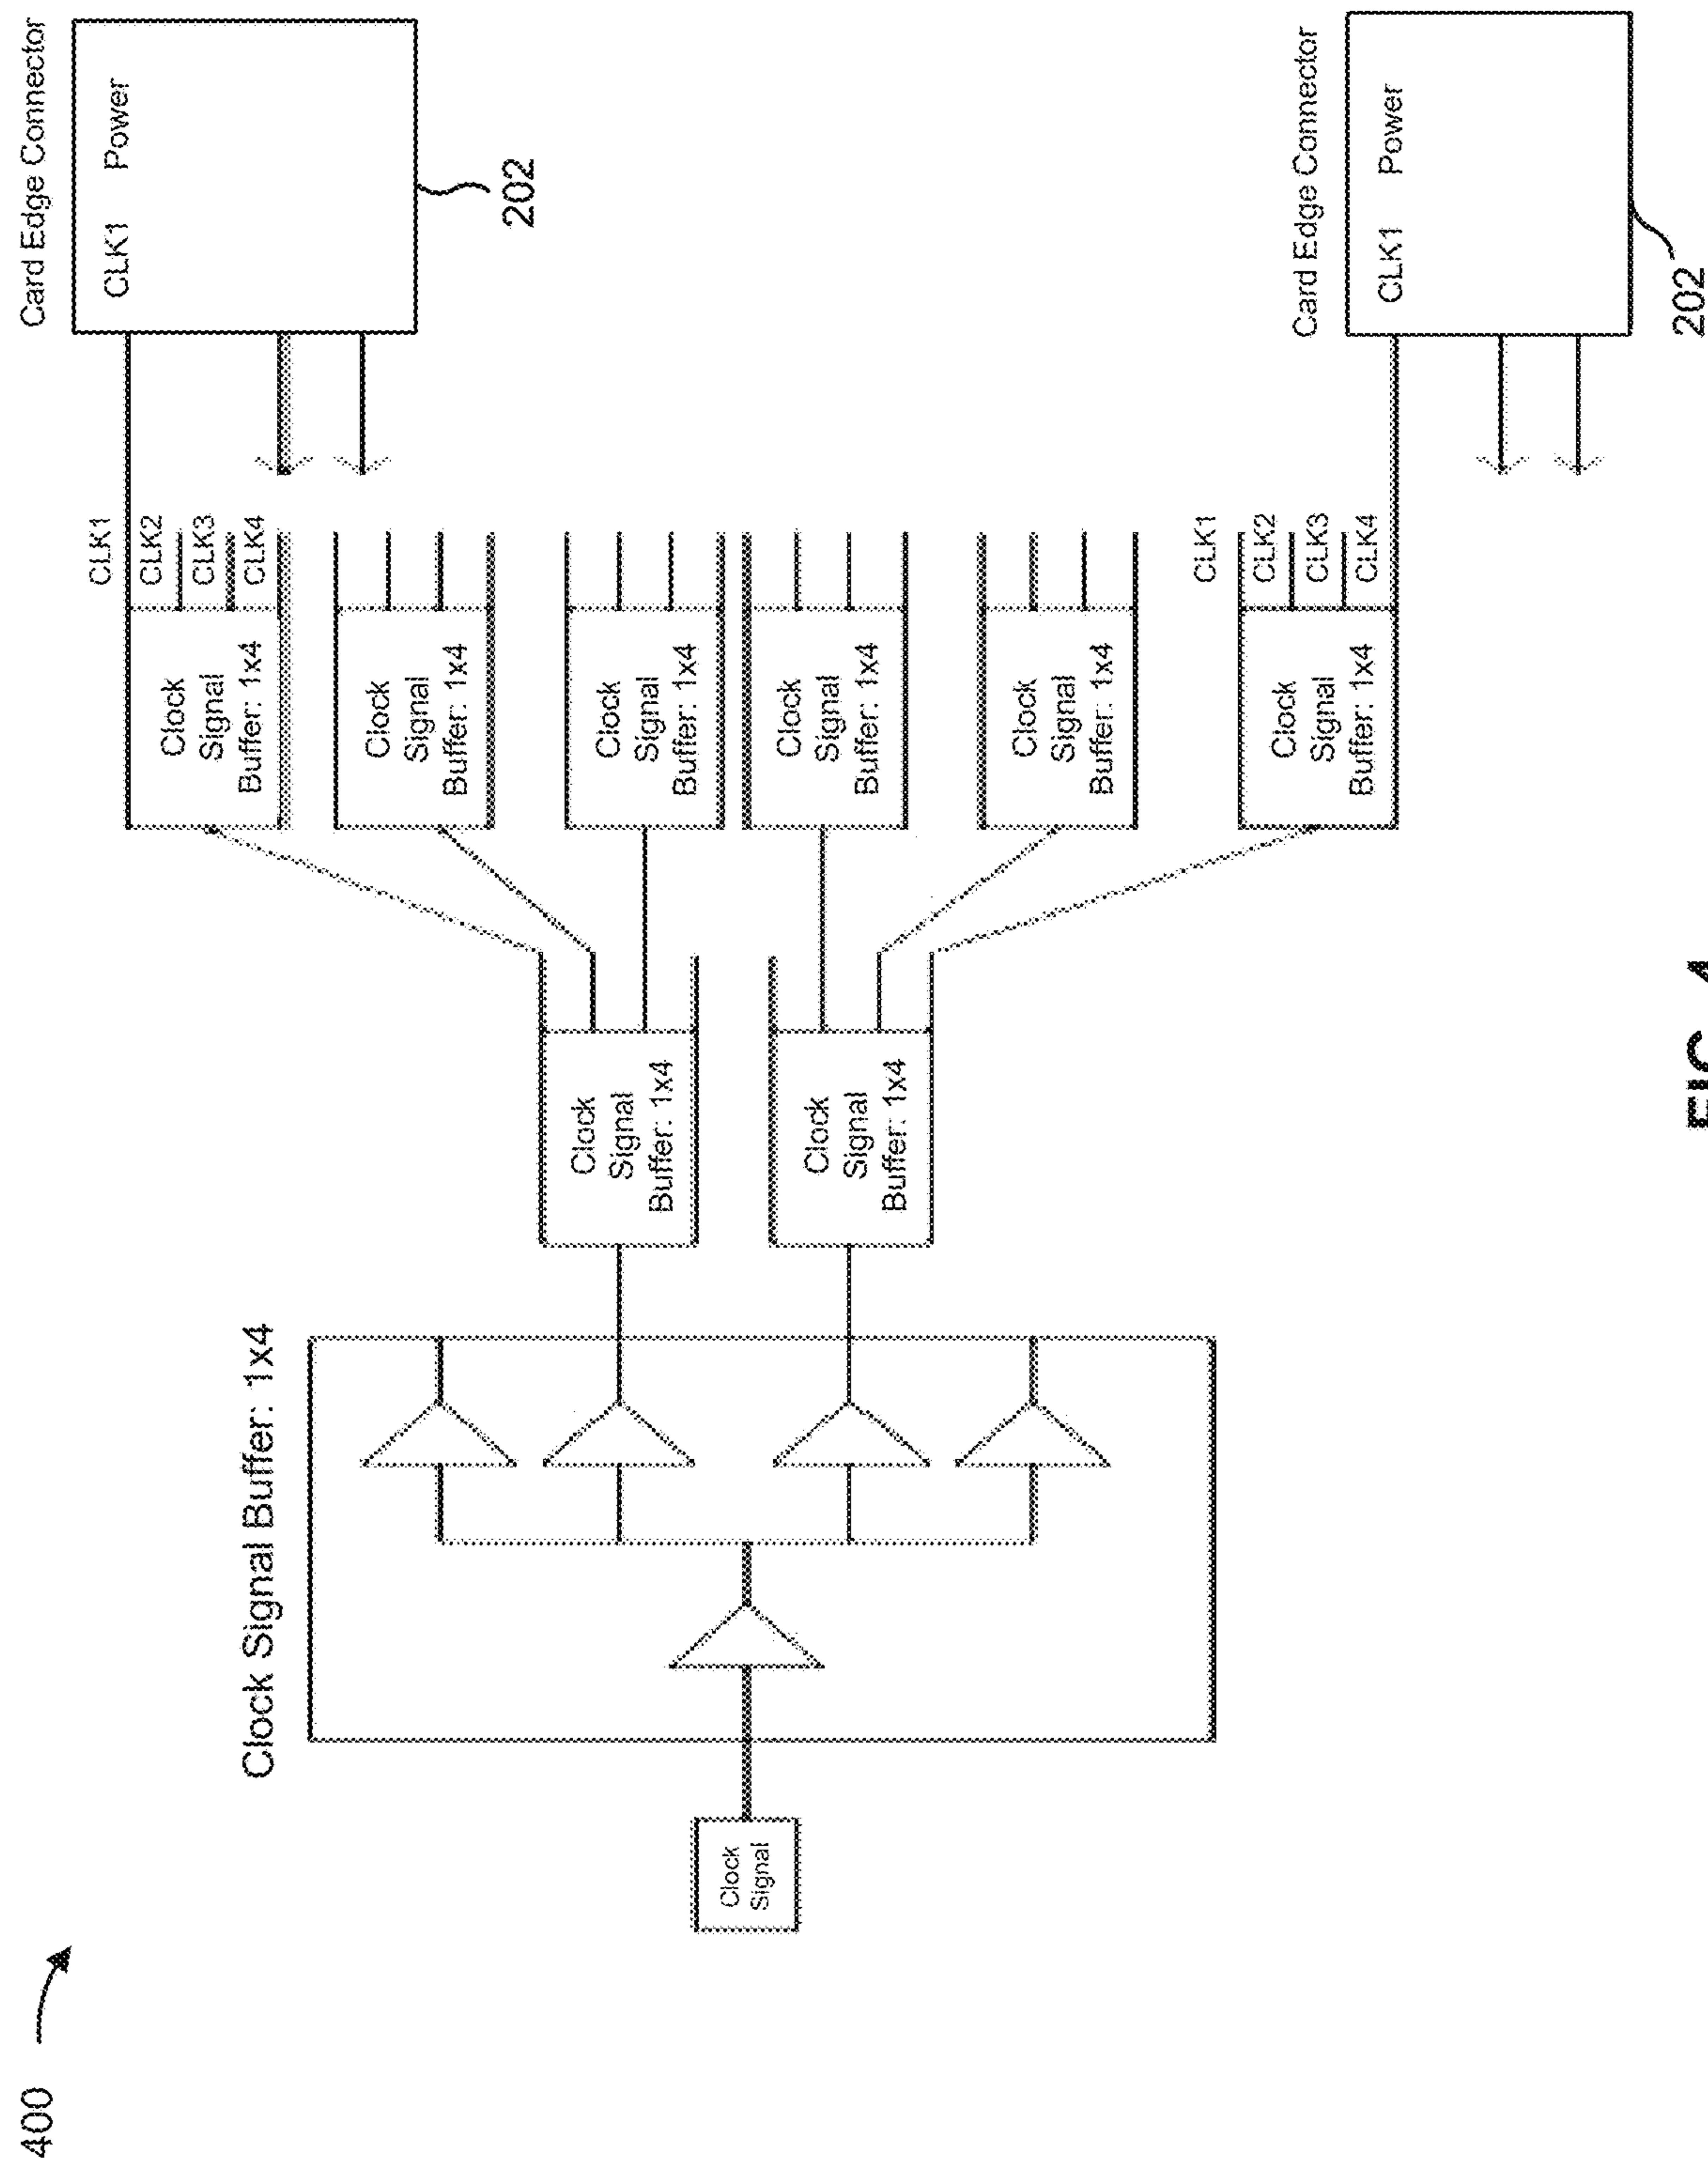 400
Clock Signal Buffer: 1x4
Clock
Signal
Clock
Signal
Buffer: 1x4
Clock
Signal
Buffer: 1x4
Clock
Signal
Buffer: 1x4
Clock
Signal
Buffer: 1x4
Clock
Signal
Buffer: 1x4
Clock
Signal
Buffer: 1x4
Clock
Signal
Buffer: 1x4
Clock
Signal
Buffer: 1x4
CLK1
CLK2
CLK3
CLK4
CLK1
CLK2
CLK3
CLK4
Card Edge Connector
CLK1 Power
202
Card Edge Connector
CLK1 Power
202
FIG. 4